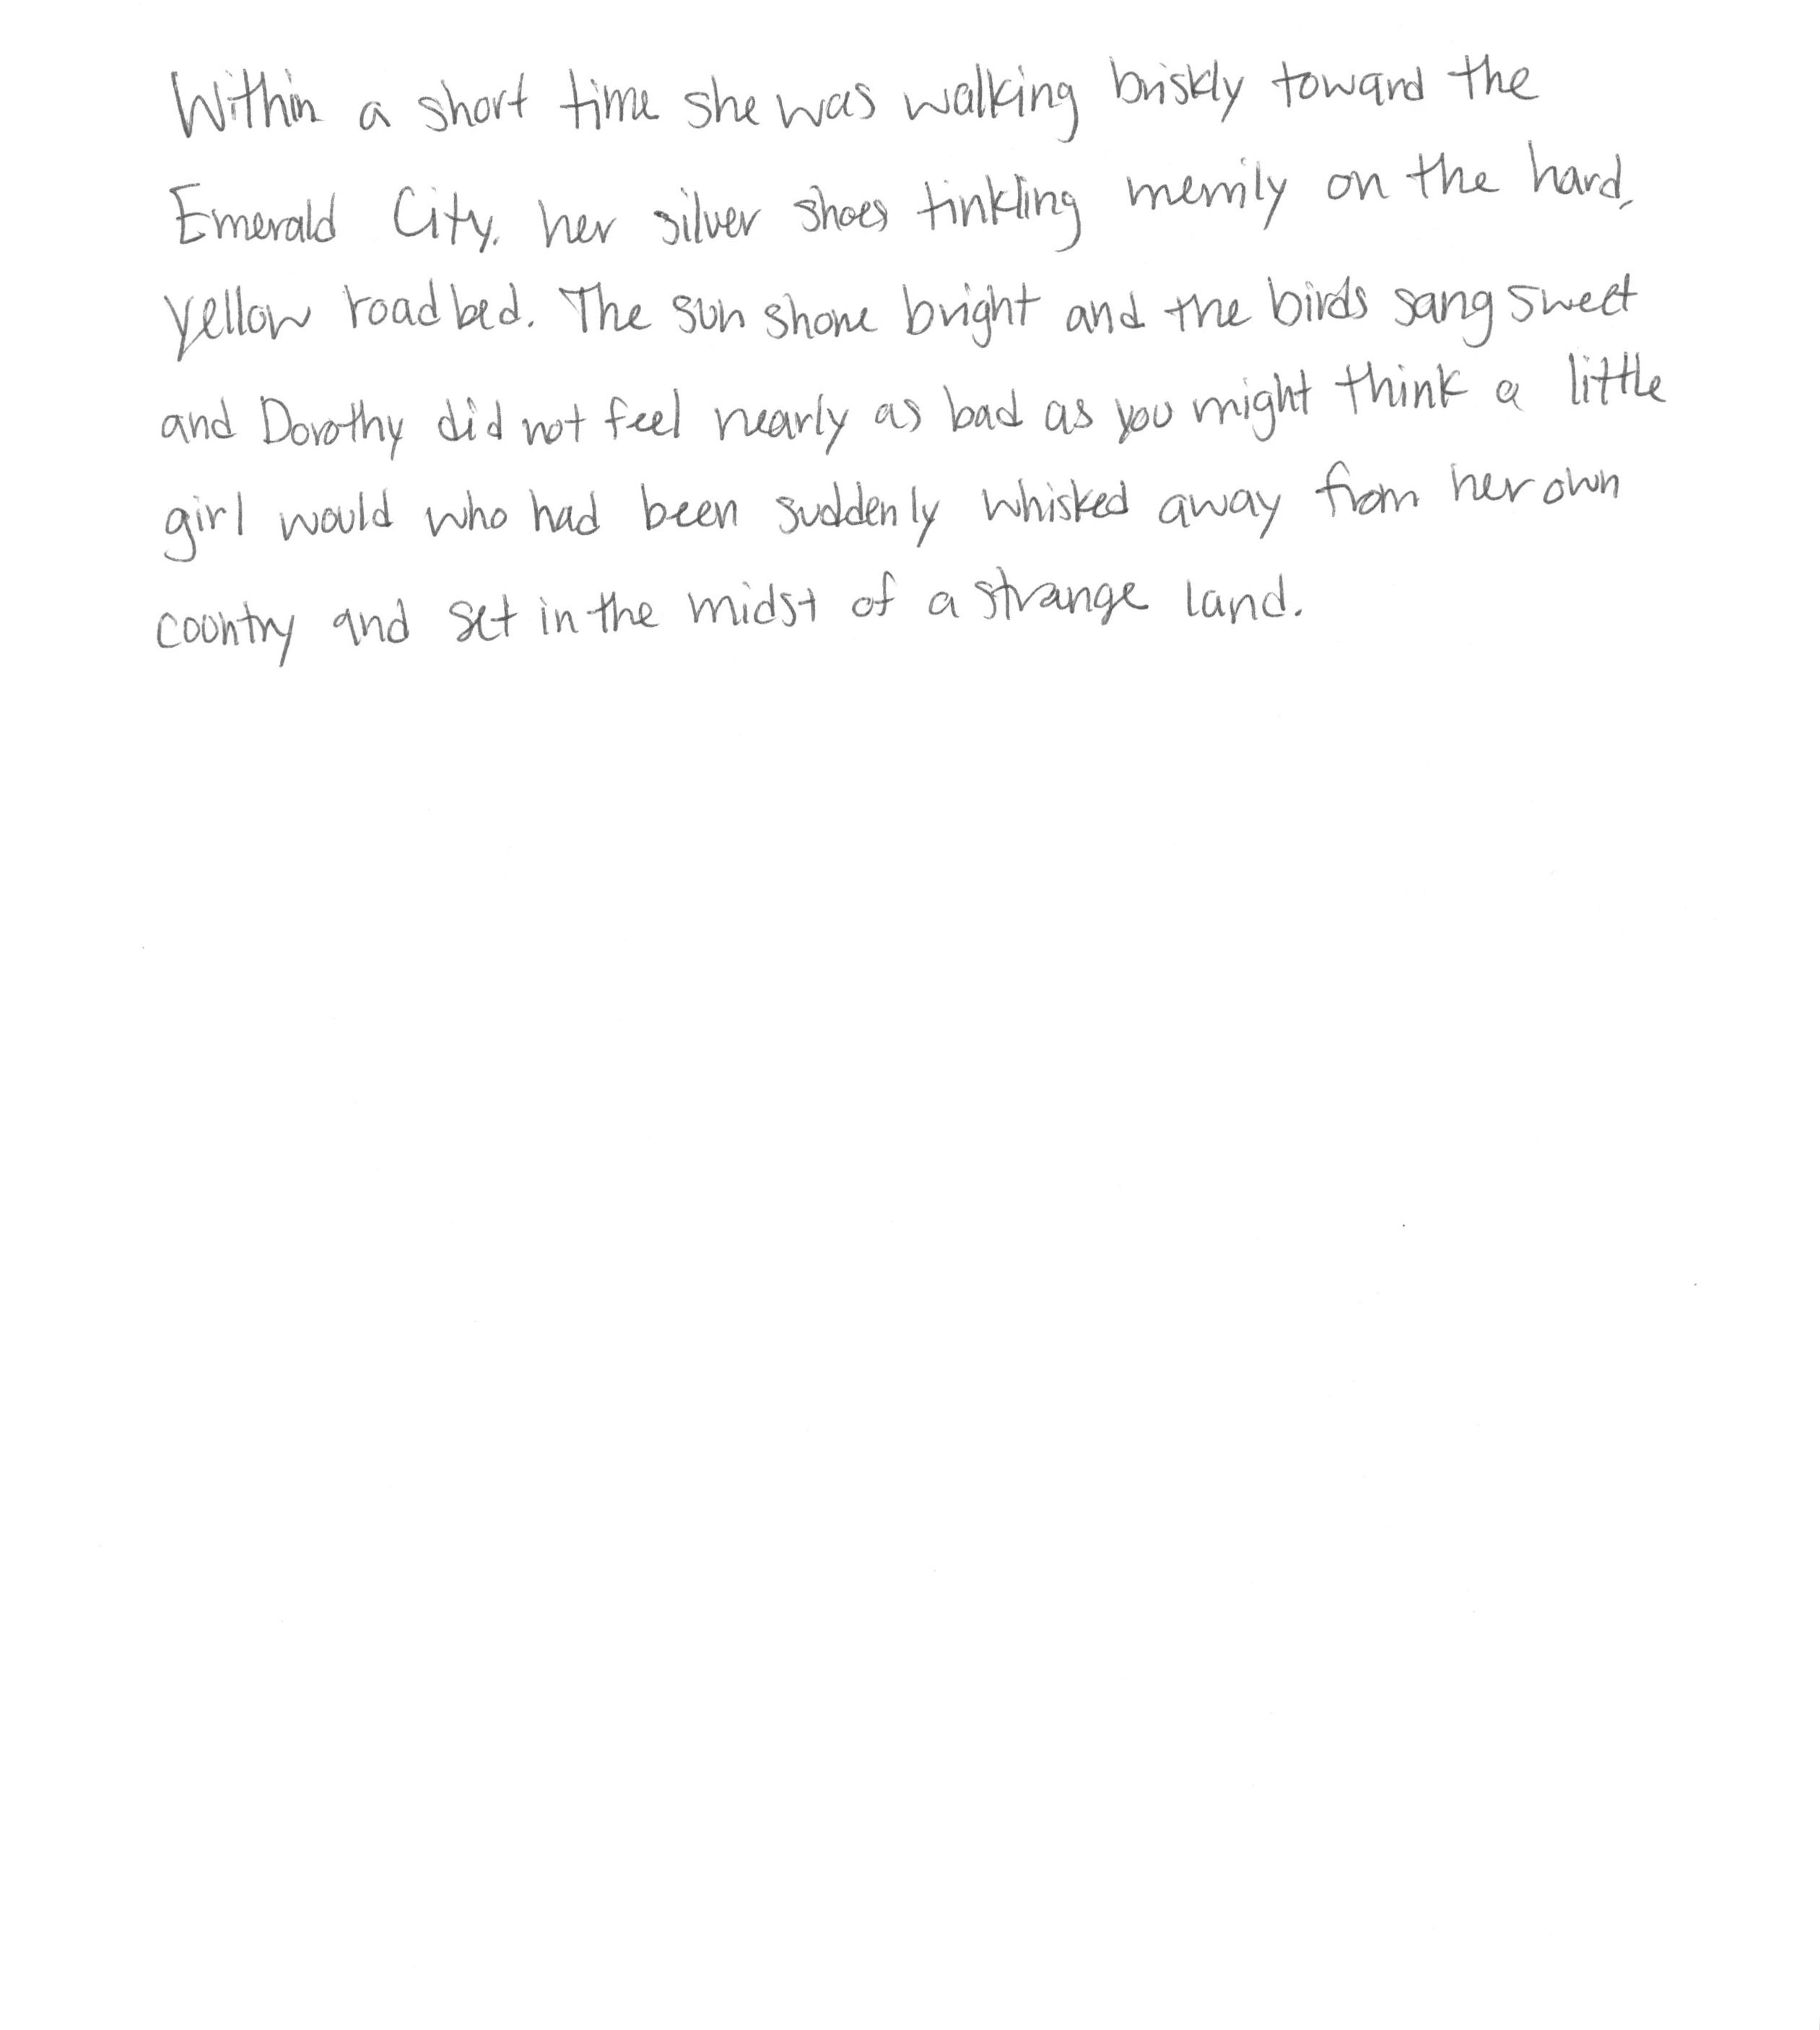 Within a short time she was walking briskly toward the
Emerald City, her silver shoes tinkling merrily on the hard,
yellow roadbed. The sun shone bright and the birds sang sweet
and Dorothy did not feel nearly as bad as you might think a little
girl would who had been suddenly whisked away from her own
country and set in the midst of a strange land.